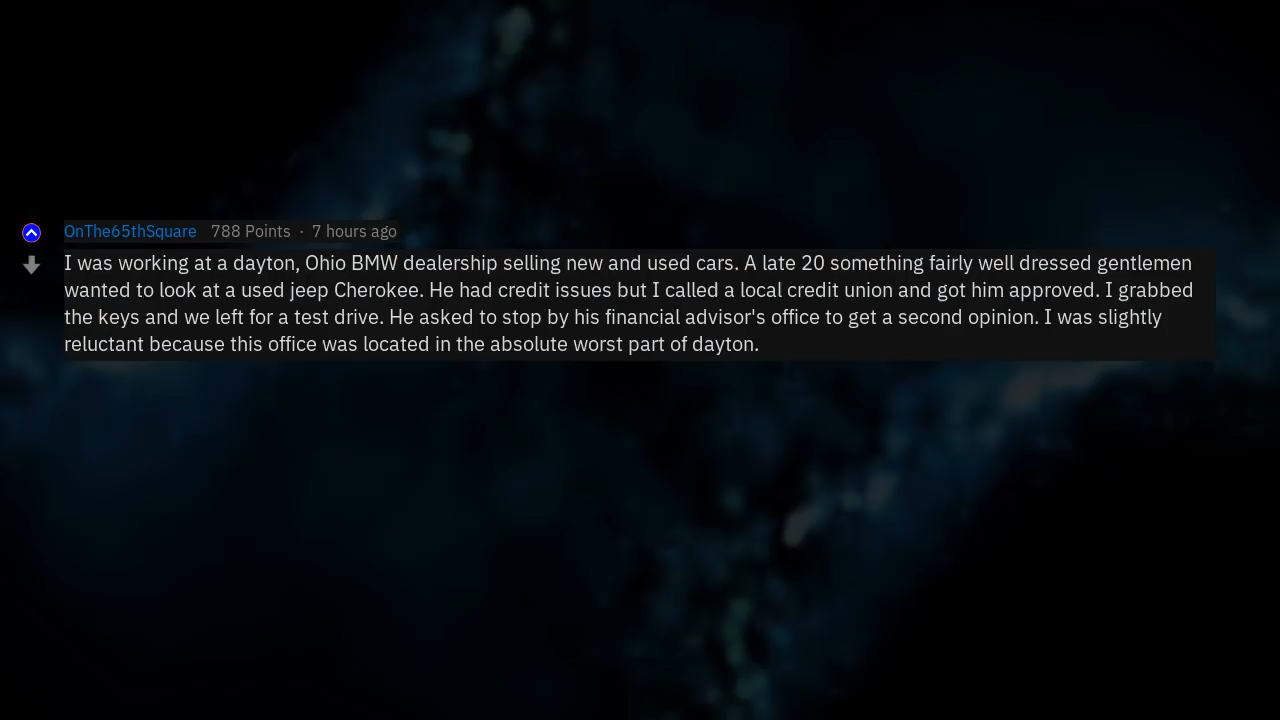 OnThe65thSquare 788 Points · 7 hours ago
I was working at a dayton, Ohio BMW dealership selling new and used cars. A late 20 something fairly well dressed gentlemen
wanted to look at a used jeep Cherokee. He had credit issues but I called a local credit union and got him approved. I grabbed
the keys and we left for a test drive. He asked to stop by his financial advisor's office to get a second opinion. I was slightly
reluctant because this office was located in the absolute worst part of dayton.